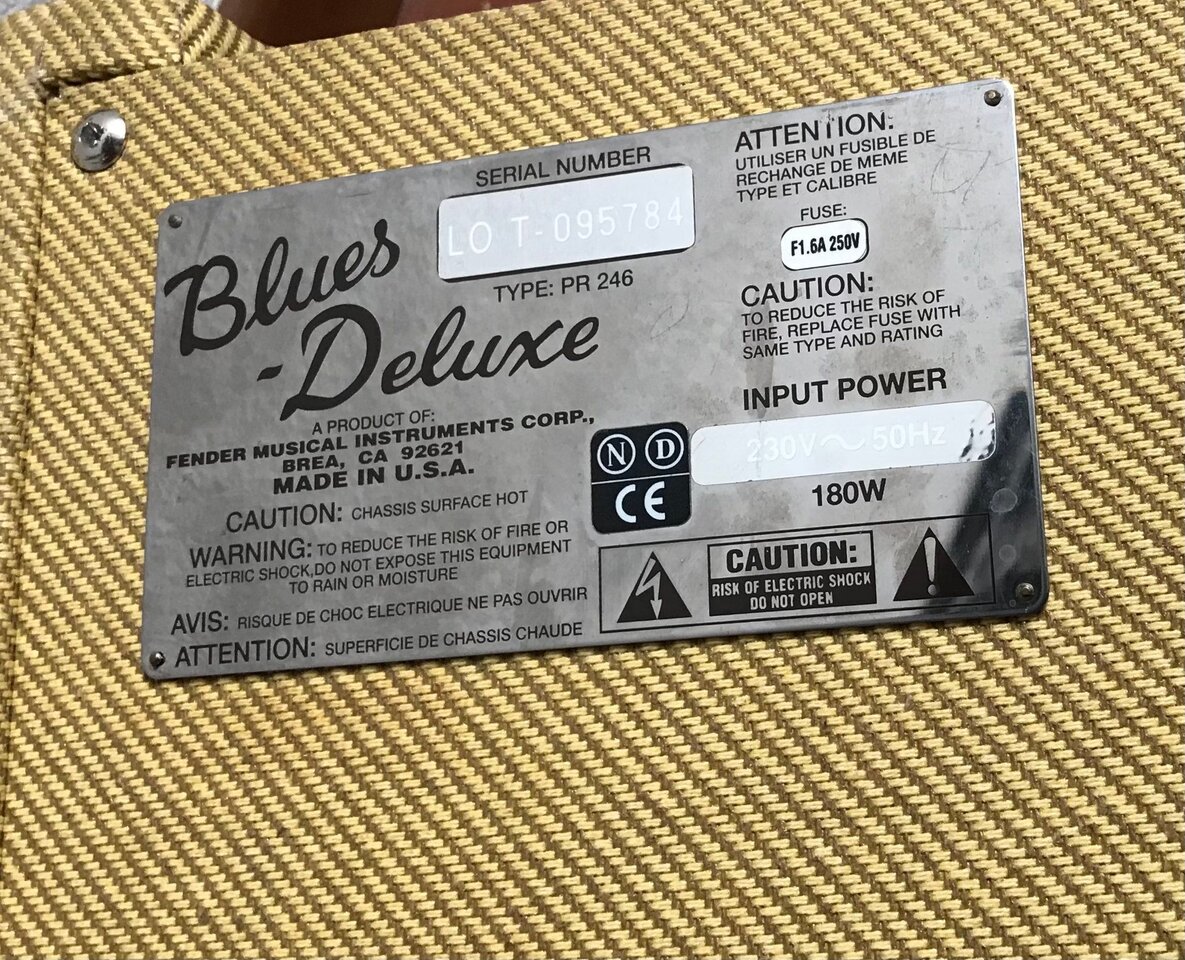 SERIAL NUMBER
LO T-095784
TYPE: PR 246
Blues
-Deluxe
A PRODUCT OF:
FENDER MUSICAL INSTRUMENTS CORP.,
BREA, CA 92621
MADE IN U.S.A.
CAUTION: CHASSIS SURFACE HOT
WARNING: TO REDUCE THE RISK OF FIRE OR
ELECTRIC SHOCK,DO NOT EXPOSE THIS EQUIPMENT
TO RAIN OR MOISTURE
AVIS: RISQUE DE CHOC ELECTRIQUE NE PAS OUVRIR
ATTENTION: SUPERFICIE DE CHASSIS CHAUDE
ATTENTION:
UTILISER UN FUSIBLE DE
RECHANGE DE MEME
TYPE ET CALIBRE
FUSE:
F1.6A 250V
CAUTION:
TO REDUCE THE RISK OF
FIRE, REPLACE FUSE WITH
SAME TYPE AND RATING
INPUT POWER
230V~50Hz
180W
N D
CE
CAUTION:
RISK OF ELECTRIC SHOCK
DO NOT OPEN